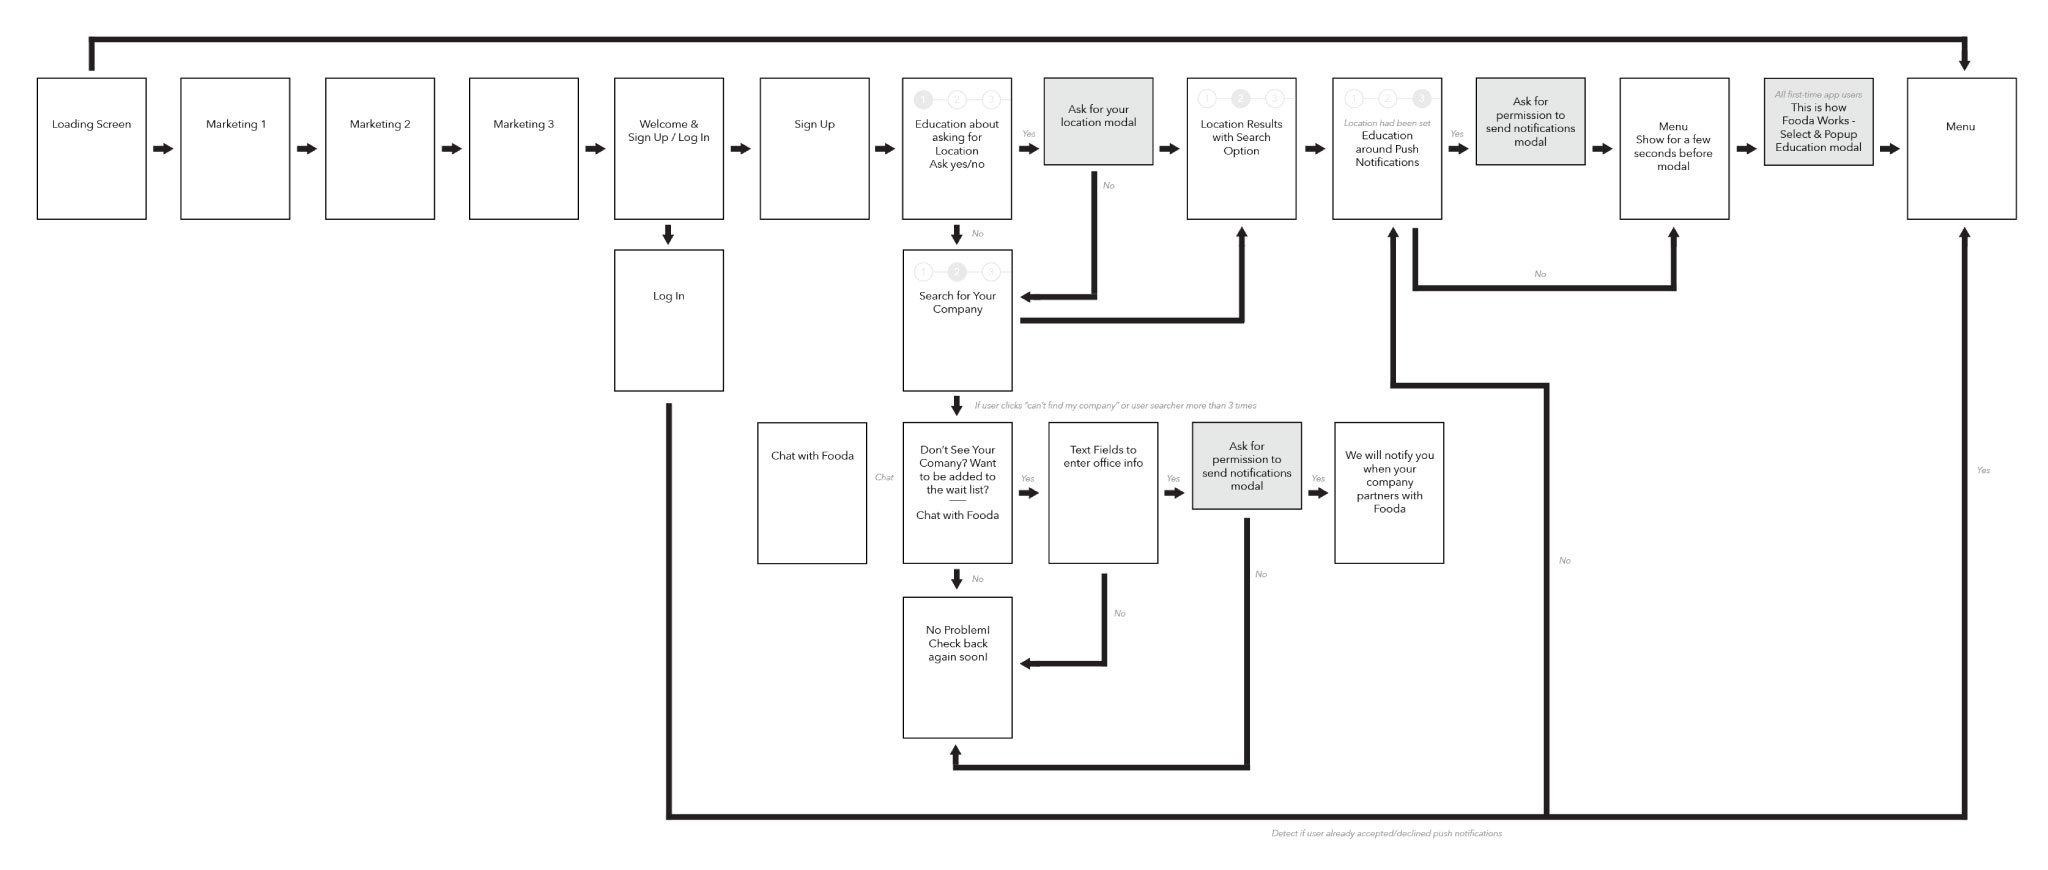 Loading Screen
Marketing 1
Marketing 2
Marketing 3
Welcome &
Sign Up / Log In
Sign Up
1 2 3
Education about
asking for
Location
Ask yes/no
Yes
Ask for your
location modal
No
1 2 3
Location Results
with Search
Option
1 2 3
Location had been set
Education
around Push
Notifications
Yes
Ask for
permission to
send notifications
modal
Menu
Show for a few
seconds before
modal
All first-time app users
This is how
Fooda Works -
Select & Popup
Education modal
Menu
No
No
Log In
1 2 3
Search for Your
Company
If user clicks "can't find my company" or user searcher more than 3 times
Chat with Fooda
Chat
Don't See Your
Comany? Want
to be added to
the wait list?
Chat with Fooda
Yes
Text Fields to
enter office info
Yes
Ask for
permission to
send notifications
modal
Yes
We will notify you
when your
company
partners with
Fooda
Yes
No
No
No
No
No Problem!
Check back
again soon!
Detect if user already accepted/declined push notifications